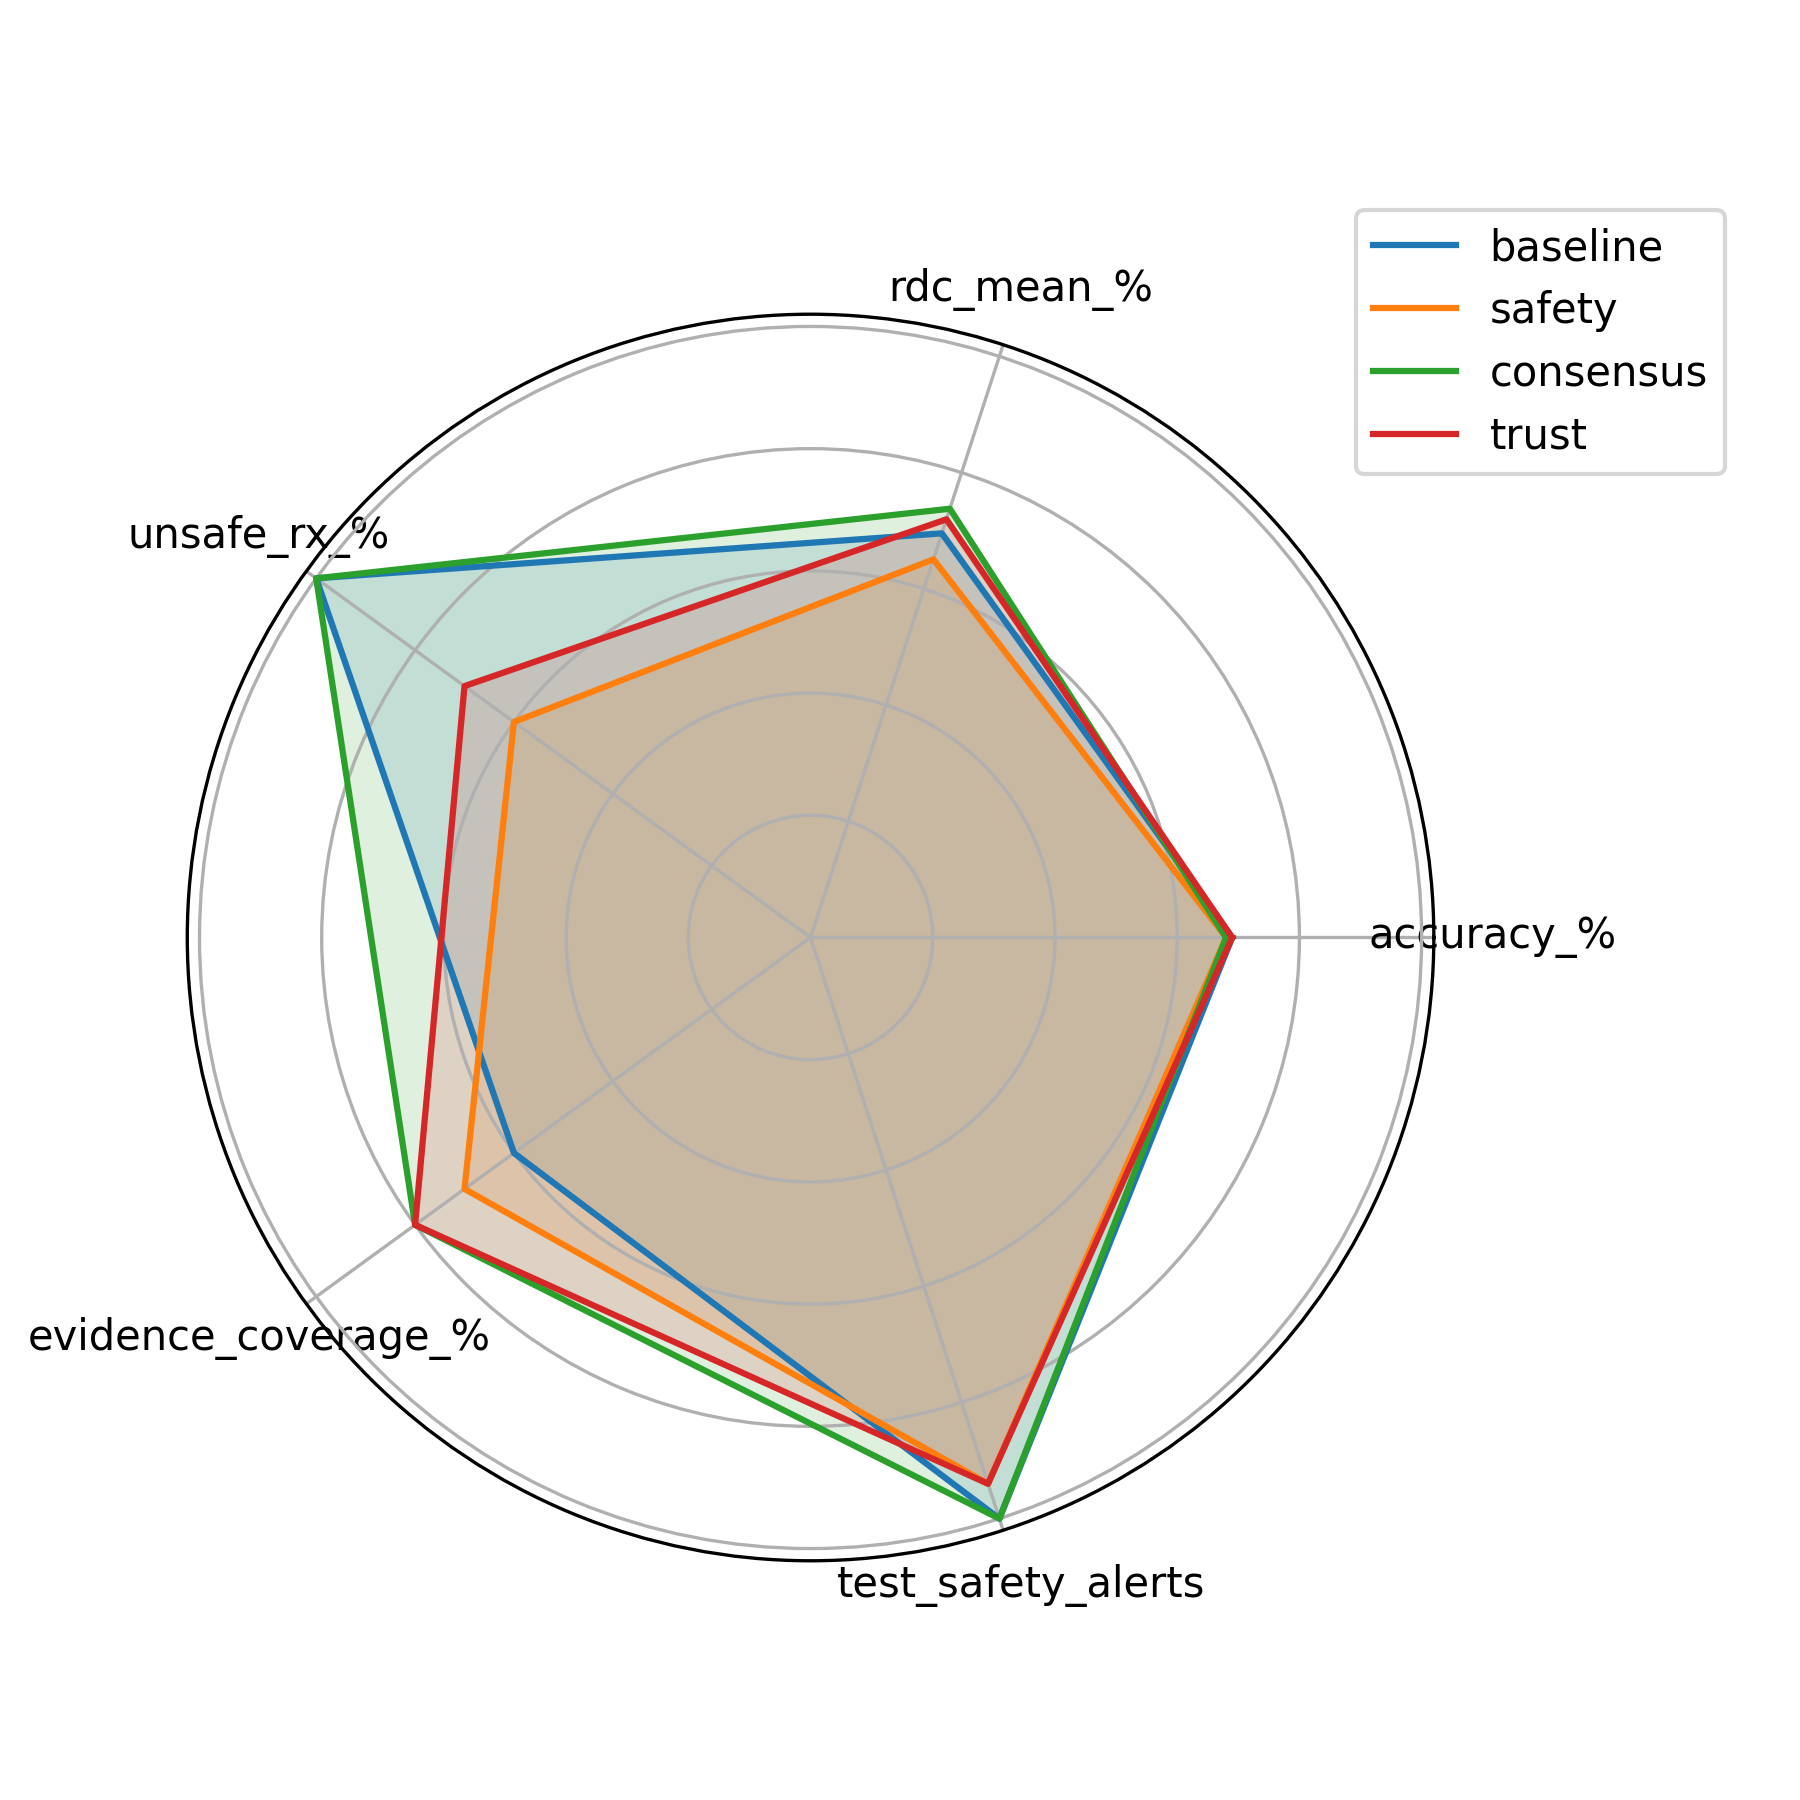 baseline
safety
consensus
trust
rdc_mean_%
unsafe_rx_%
accuracy_%
evidence_coverage_%
test_safety_alerts